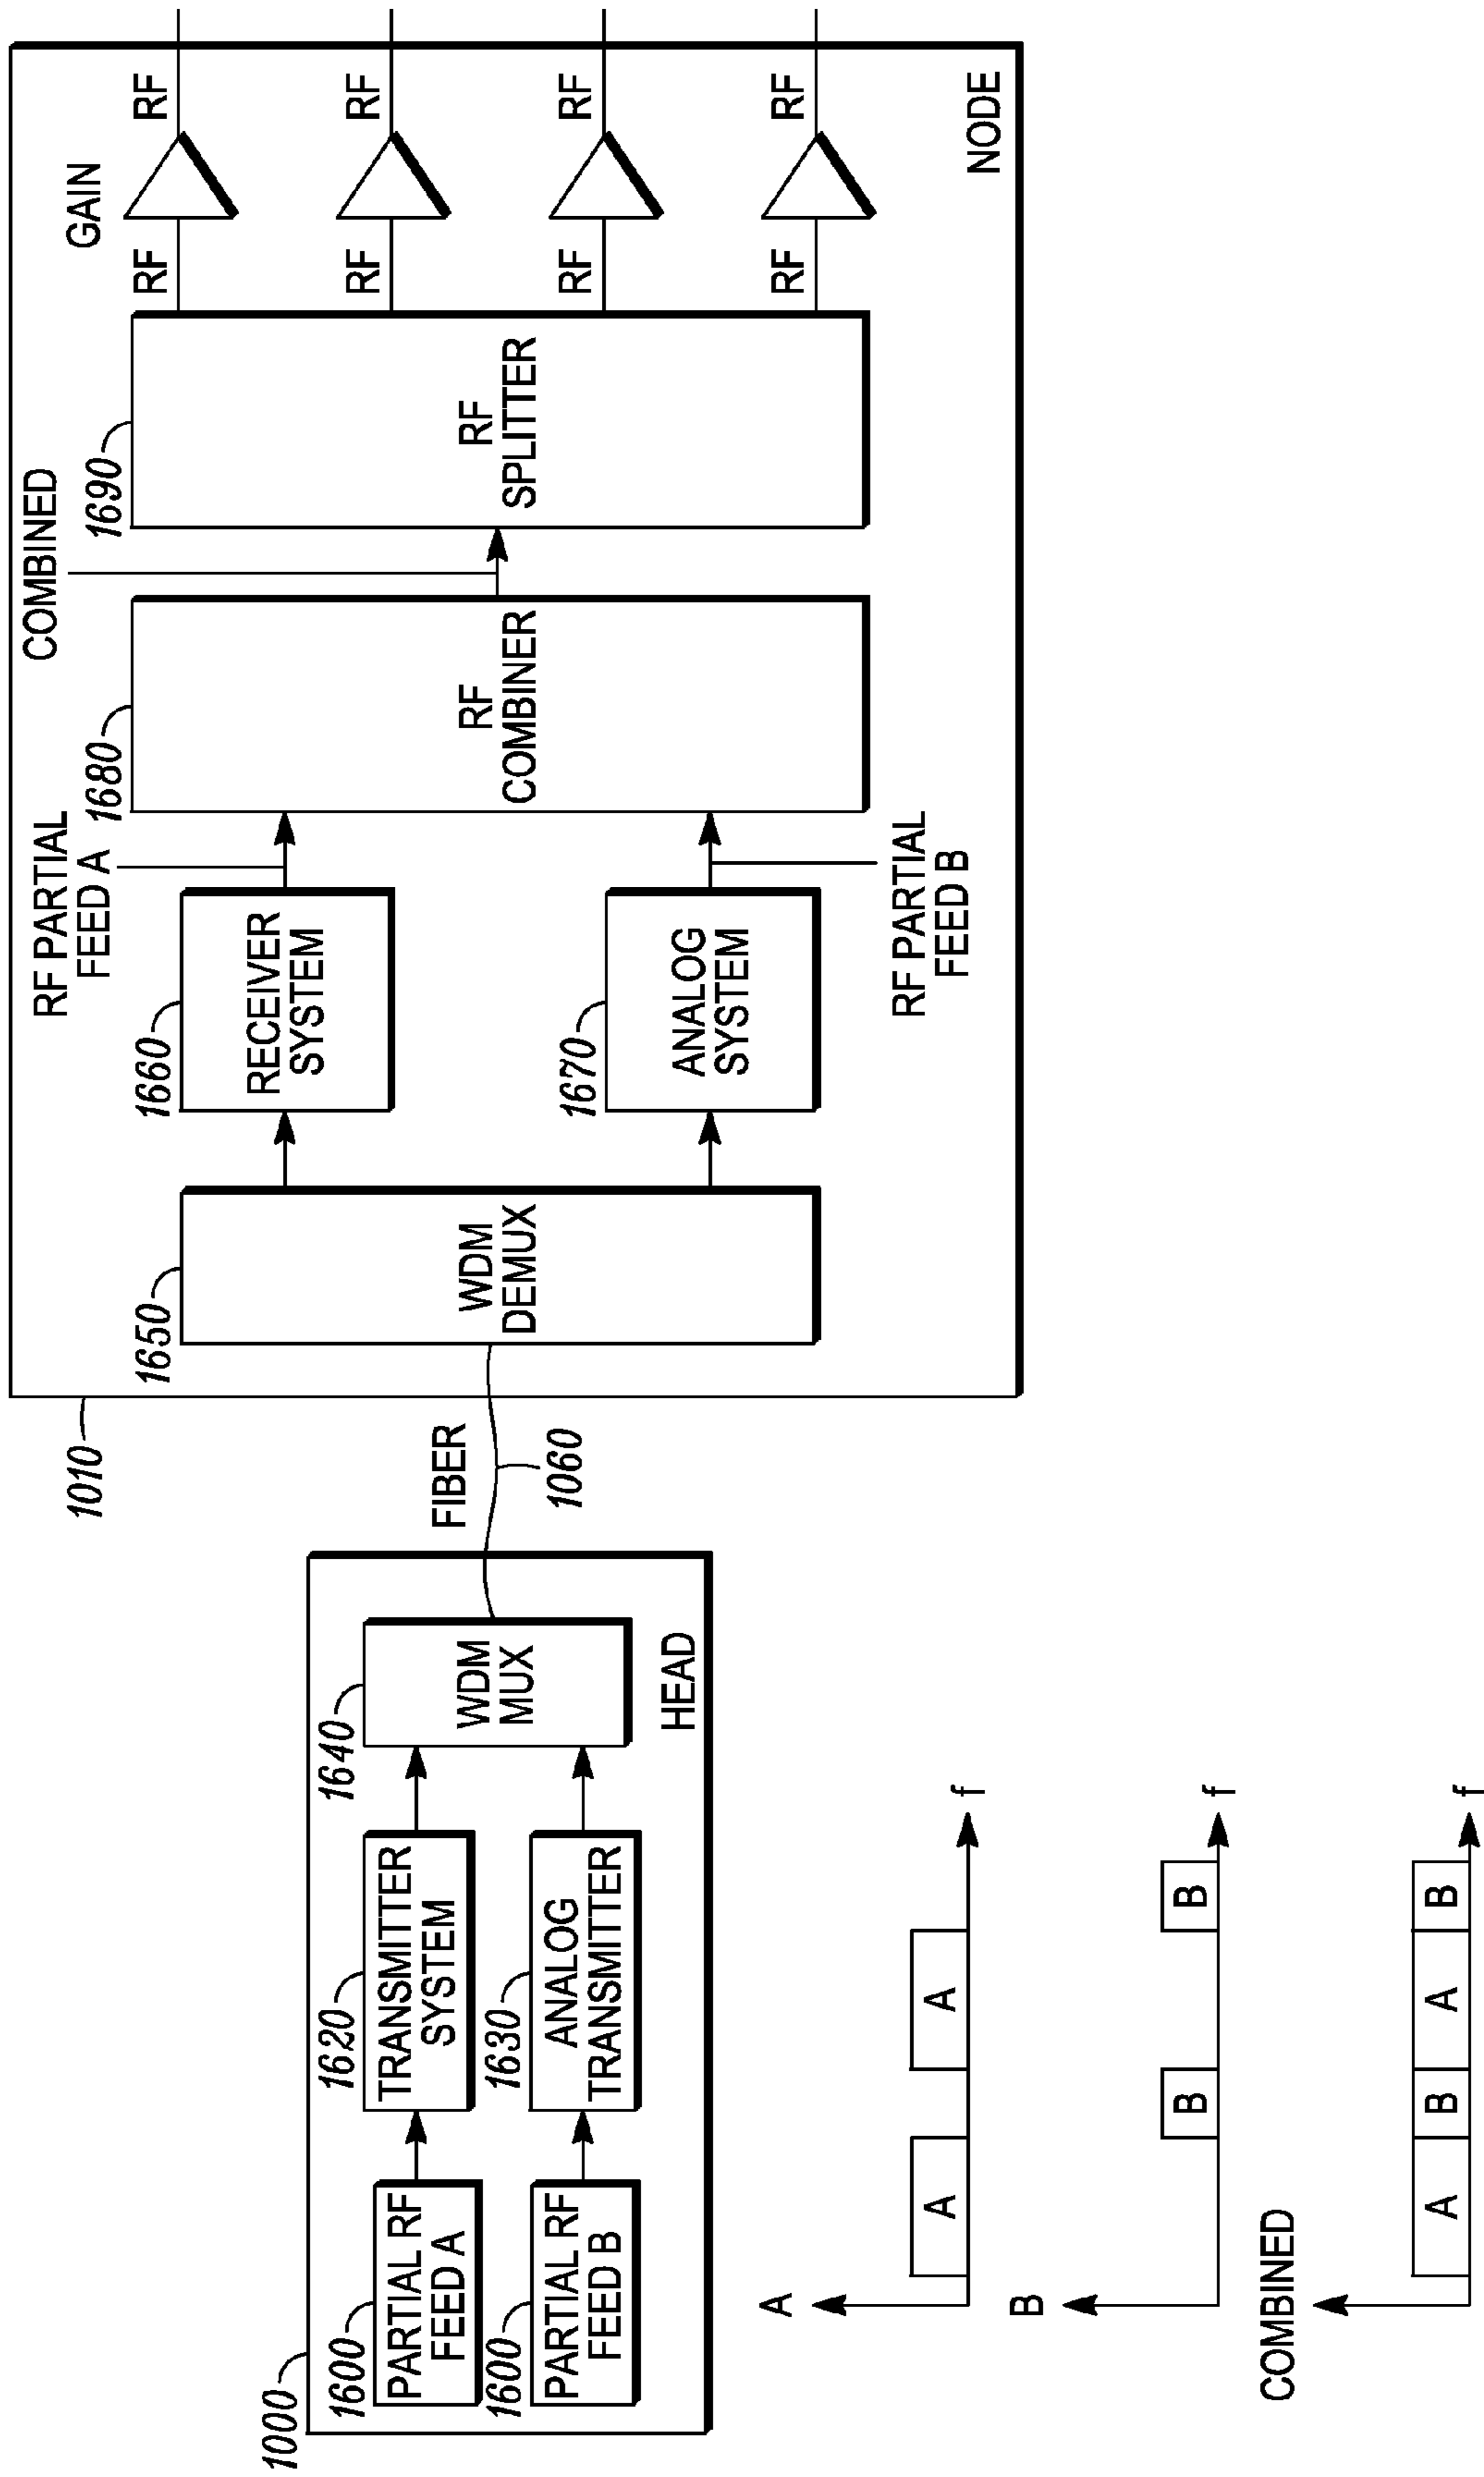 1000
1600
PARTIAL RF
FEED A
1600
PARTIAL RF
FEED B
1620
TRANSMITTER
SYSTEM
1630
ANALOG
TRANSMITTER
1640
WDM
MUX
HEAD
FIBER
1060
1010
1650
WDM
DEMUX
1660
RECEIVER
SYSTEM
1670
ANALOG
SYSTEM
RF PARTIAL
FEED A
RF PARTIAL
FEED B
1680
RF
COMBINER
COMBINED
1690
RF
SPLITTER
GAIN
RF
RF
RF
RF
RF
RF
RF
RF
NODE
A
A
A
f
B
B
B
f
COMBINED
A
B
A
B
f